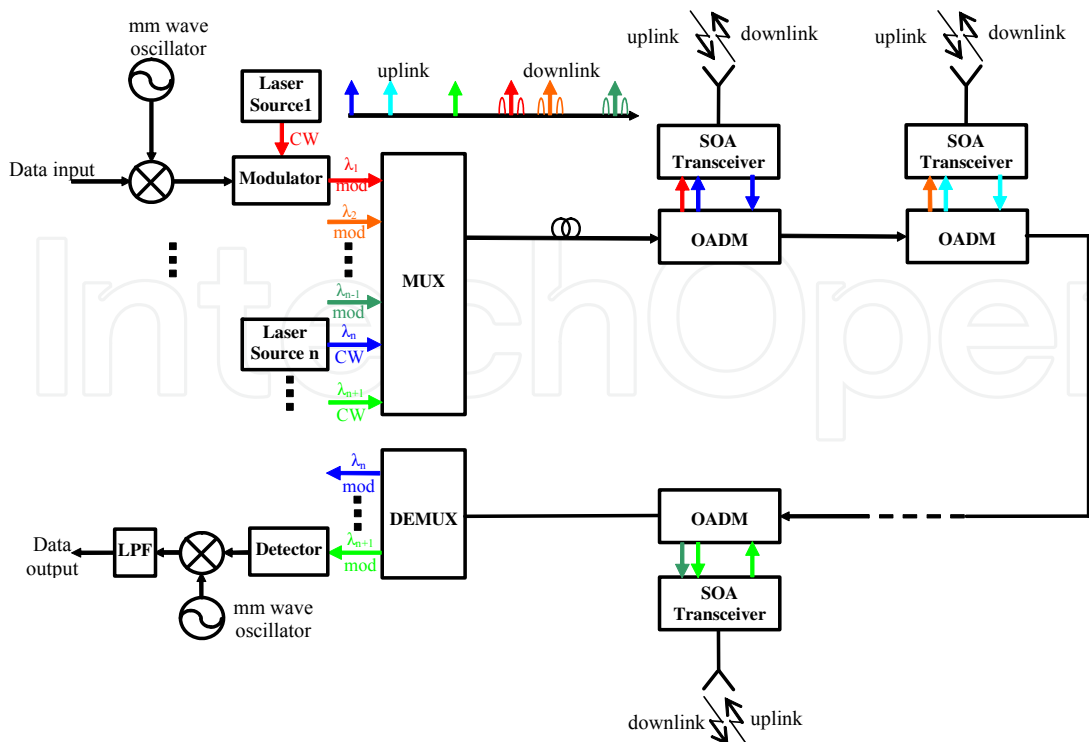 mm wave
oscillator
Laser
Source1
CW
Data input
Modulator
λ1
mod
λ2
mod
λn-1
mod
Laser
Source n
λn
CW
λn+1
CW
MUX
uplink
downlink
uplink
downlink
SOA
Transceiver
OADM
uplink
downlink
SOA
Transceiver
OADM
IntechOpen
λn
mod
λn+1
mod
DEMUX
OADM
SOA
Transceiver
downlink
uplink
Data
output
LPF
Detector
mm wave
oscillator